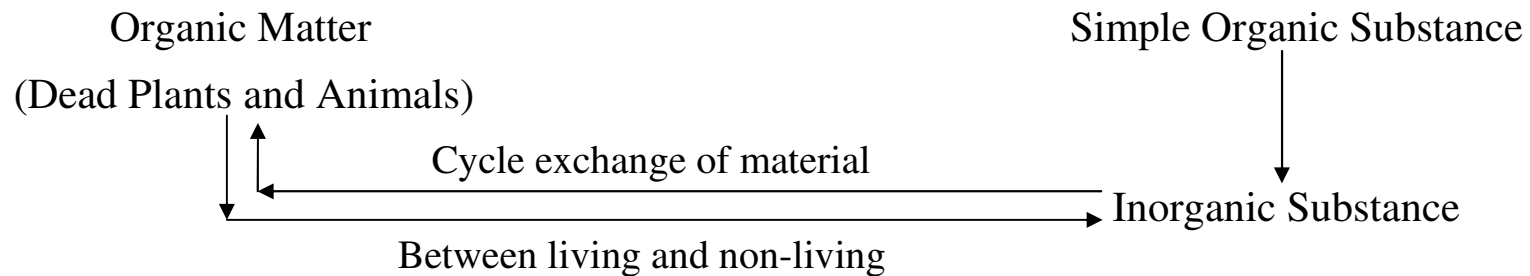 Organic Matter
Simple Organic Substance
(Dead Plants and Animals)
Cycle exchange of material
Inorganic Substance
Between living and non-living